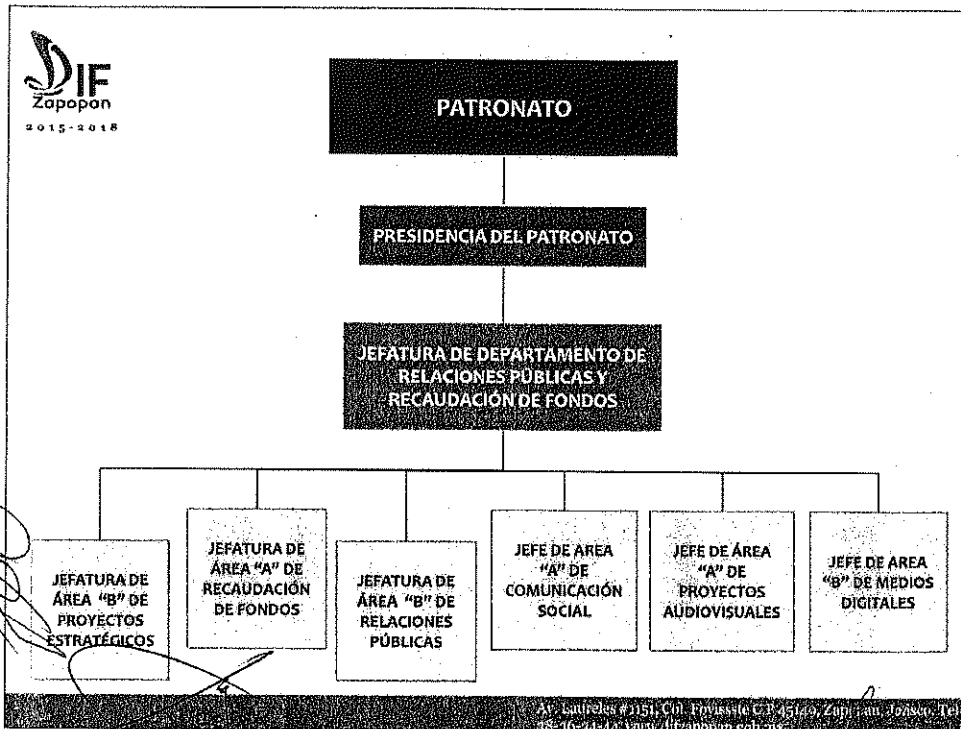 DIF
Zapopan
2015-2018
PATRONATO
PRESIDENCIA DEL PATRONATO
JEFATURA DE DEPARTAMENTO DE
RELACIONES PÚBLICAS Y
RECAUDACIÓN DE FONDOS
JEFATURA DE
ÁREA "B" DE
PROYECTOS
ESTRATÉGICOS
JEFATURA DE
ÁREA "A" DE
RECAUDACIÓN
DE FONDOS
JEFATURA DE
ÁREA "B" DE
RELACIONES
PÚBLICAS
JEFE DE AREA
"A" DE
COMUNICACIÓN
SOCIAL
JEFE DE ÁREA
"A" DE
PROYECTOS
AUDIOVISUALES
JEFE DE AREA
"B" DE MEDIOS
DIGITALES
Av. Laureles #1151, Col. Fovissste C.P. Zapopan, Jalisco. Tel